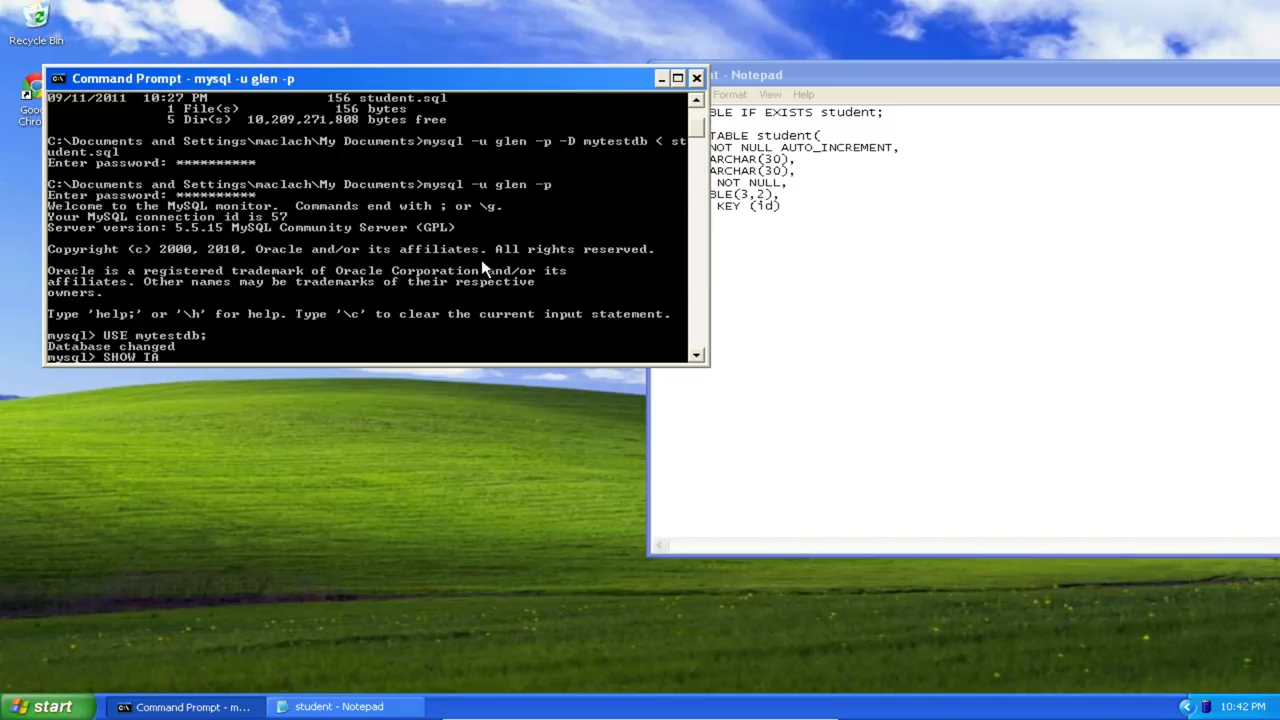 Recycle Bin
Goo
Chro
Command Prompt - mysql -u glen -p
09/11/2011  10:27 PM               156 student.sql
1 File(s)            156 bytes
5 Dir(s)  10,209,271,808 bytes free
C:\Documents and Settings\maclach\My Documents>mysql -u glen -p -D mytestdb < st
udent.sql
Enter password: **********
C:\Documents and Settings\maclach\My Documents>mysql -u glen -p
Enter password: **********
Welcome to the MySQL monitor.  Commands end with ; or \g.
Your MySQL connection id is 57
Server version: 5.5.15 MySQL Community Server (GPL)
Copyright (c) 2000, 2010, Oracle and/or its affiliates. All rights reserved.
Oracle is a registered trademark of Oracle Corporation and/or its
affiliates. Other names may be trademarks of their respective
owners.
Type 'help;' or '\h' for help. Type '\c' to clear the current input statement.
mysql> USE mytestdb;
Database changed
mysql> SHOW TA
t - Notepad
Format View Help
BLE IF EXISTS student;
TABLE student(
NOT NULL AUTO_INCREMENT,
ARCHAR(30),
ARCHAR(30),
NOT NULL,
BLE(3,2),
KEY (id)
start
Command Prompt - m...
student - Notepad
10:42 PM